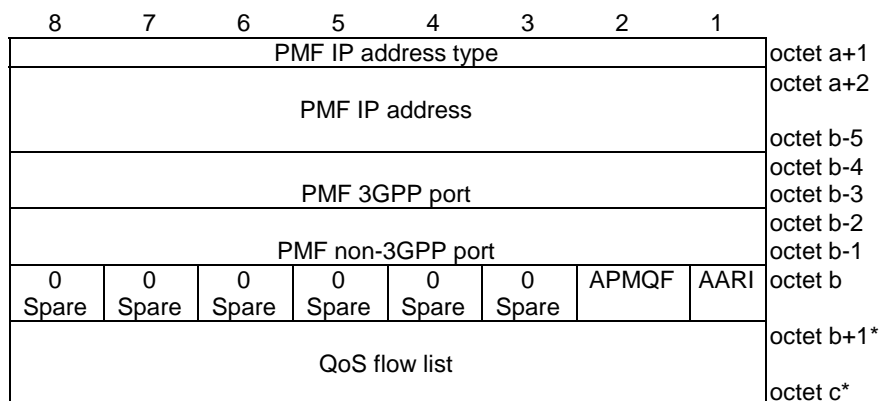 8 7 6 5 4 3 2 1
PMF IP address type octet a+1
octet a+2
PMF IP address
octet b-5
octet b-4
PMF 3GPP port octet b-3
octet b-2
PMF non-3GPP port octet b-1
0 0 0 0 0 0 APMQF AARI octet b
Spare Spare Spare Spare Spare Spare
octet b+1*
QoS flow list
octet c*